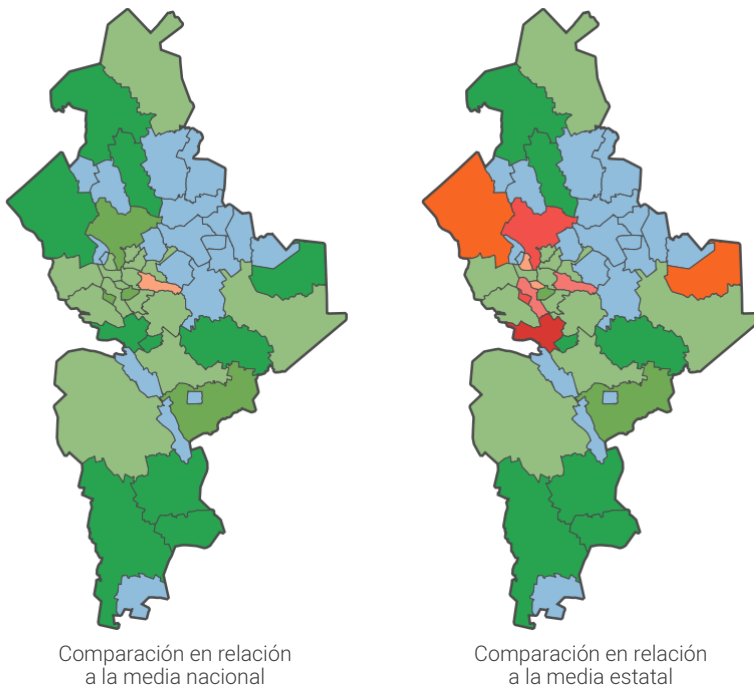 Comparación en relación
a la media nacional
Comparación en relación
a la media estatal